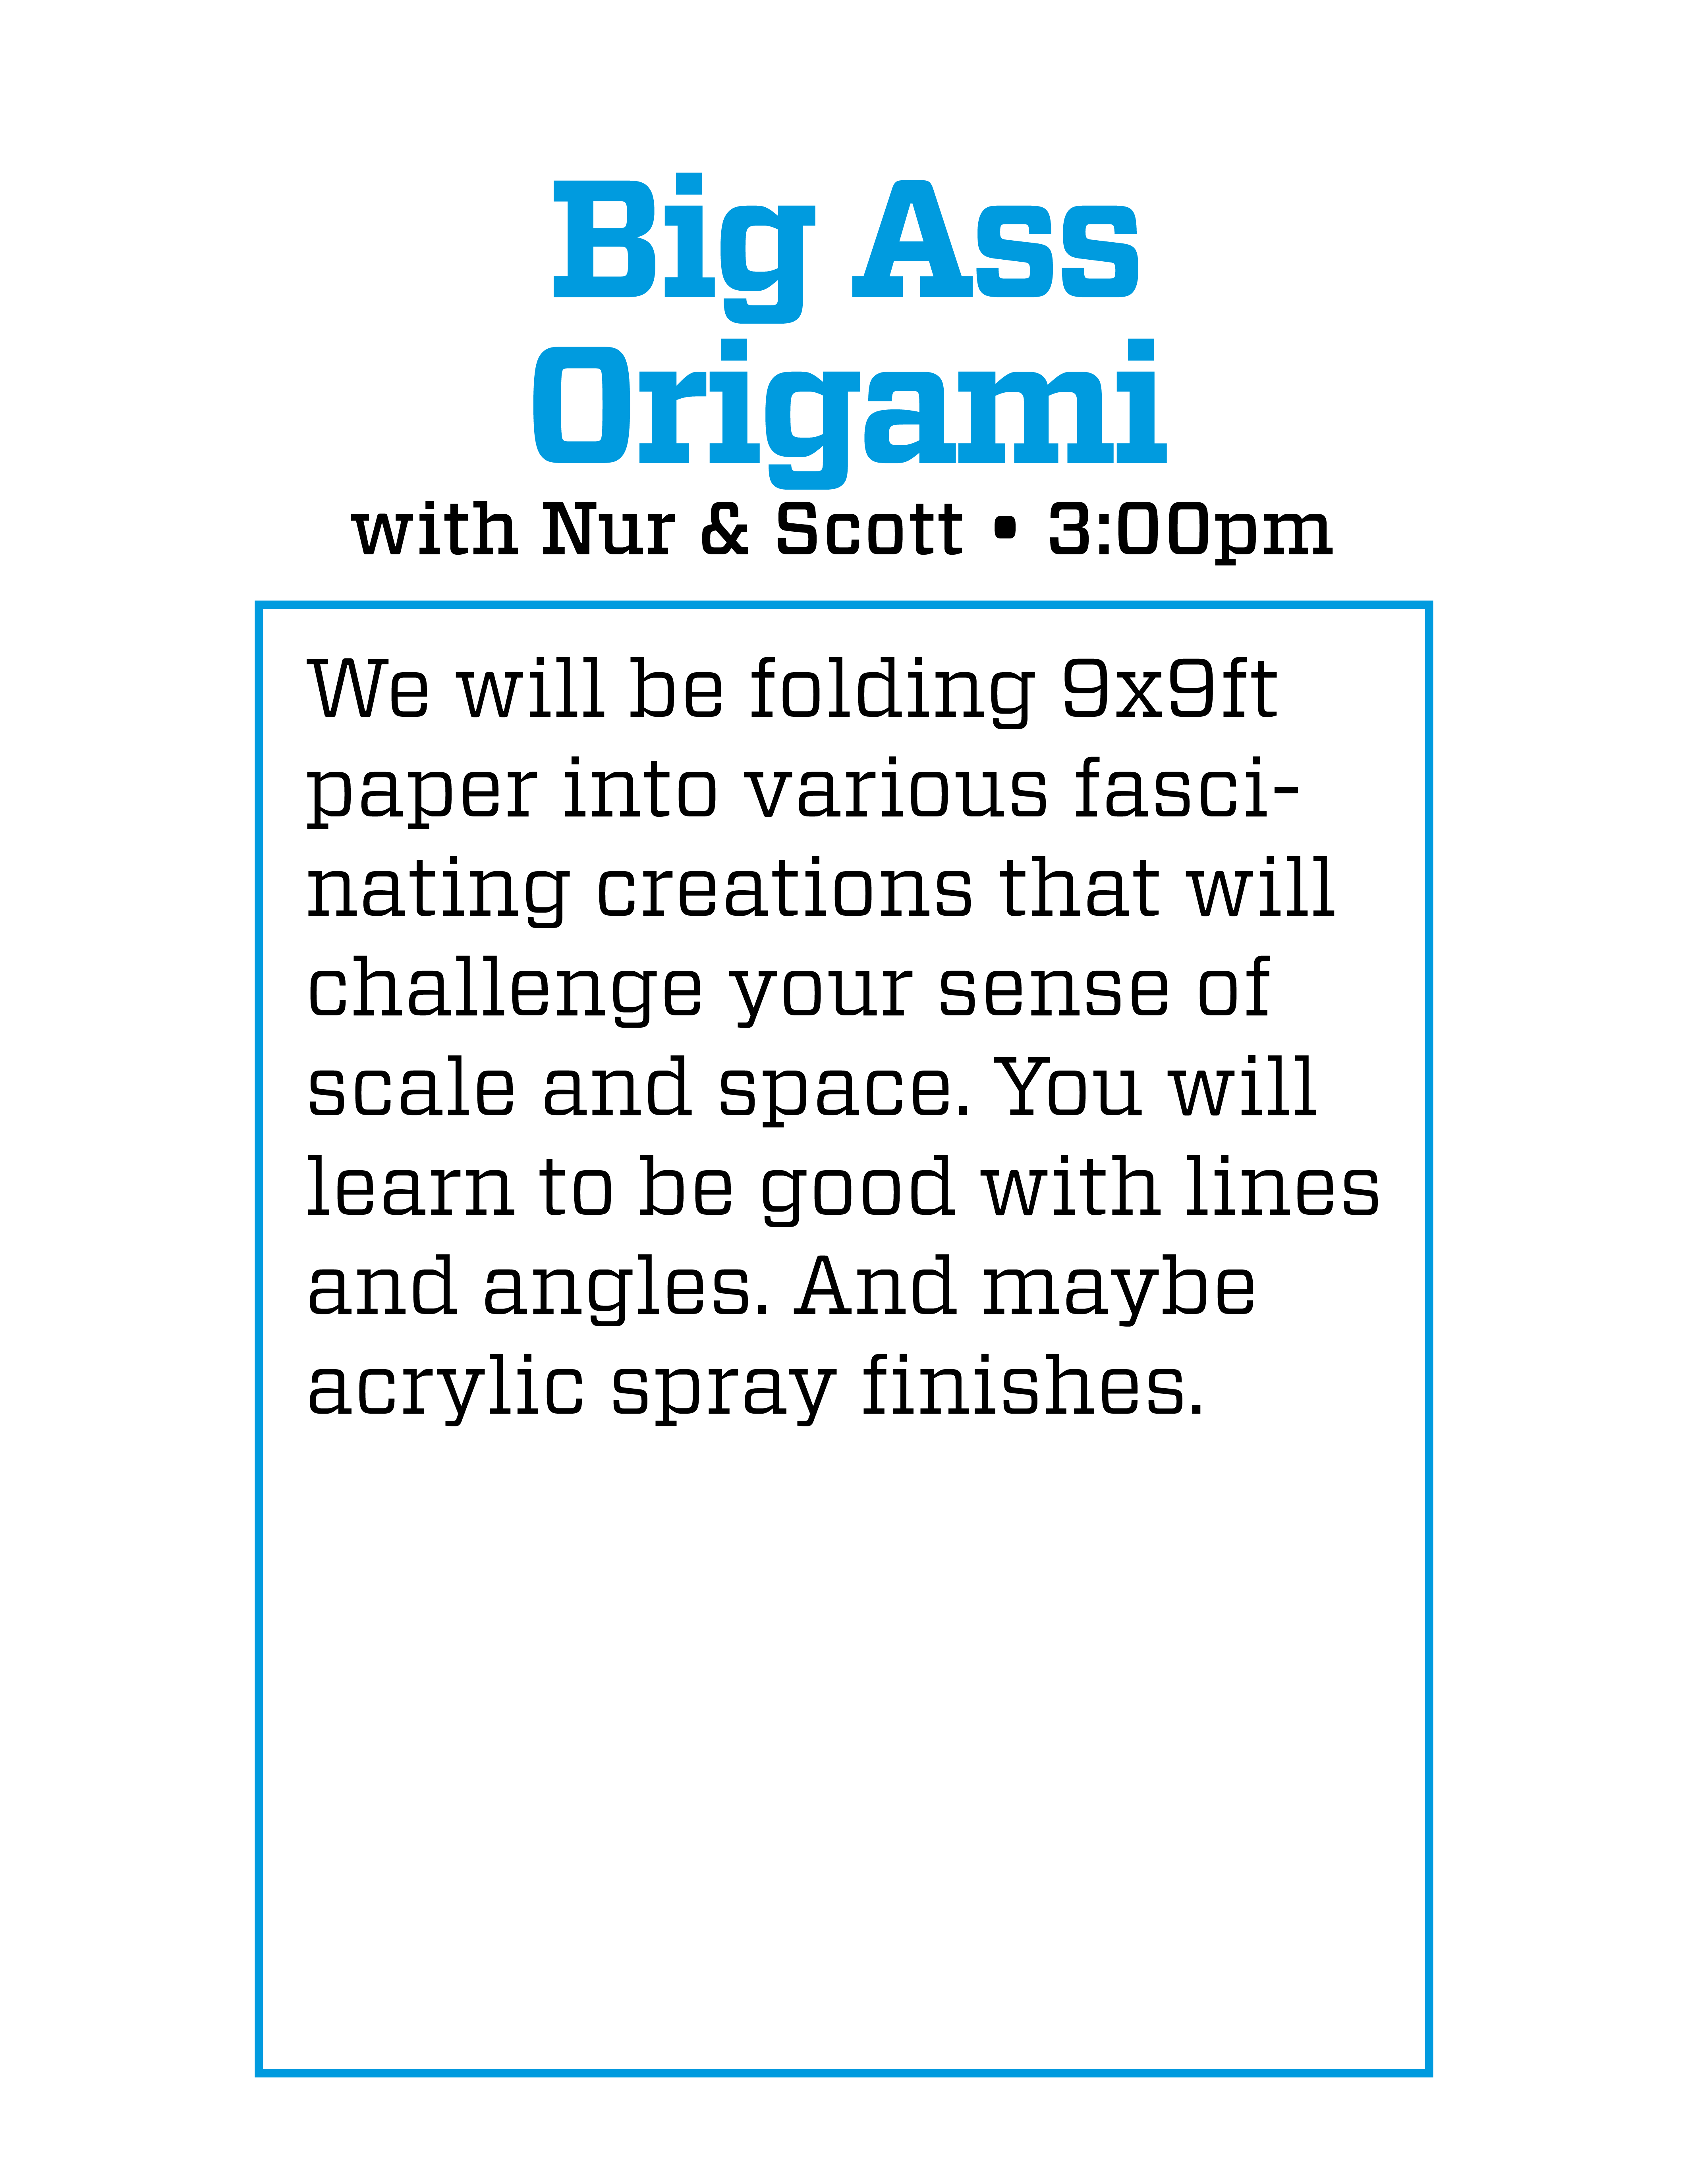 Big Ass
Origami
with Nur & Scott • 3:00pm
We will be folding 9x9ft
paper into various fasci-
nating creations that will
challenge your sense of
scale and space. You will
learn to be good with lines
and angles. And maybe
acrylic spray finishes.